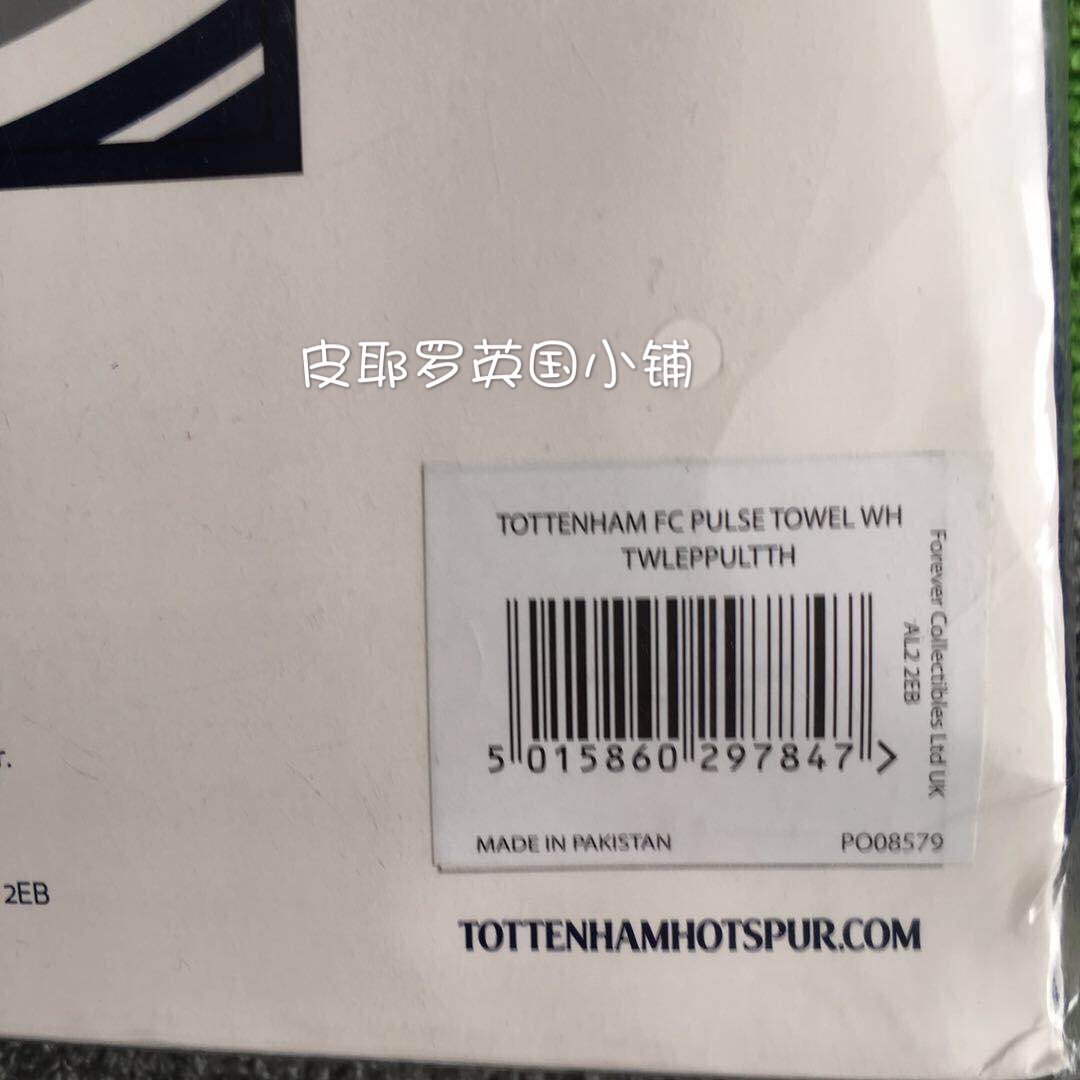 皮耶罗英国小铺
TOTTENHAM FC PULSE TOWEL WH
TWLEPPULTTH
Forever Collectibles Ltd UK
AL2 2EB
5 015860 297847 >
MADE IN PAKISTAN
PO08579
r.
2EB
TOTTENHAMHOTSPUR.COM